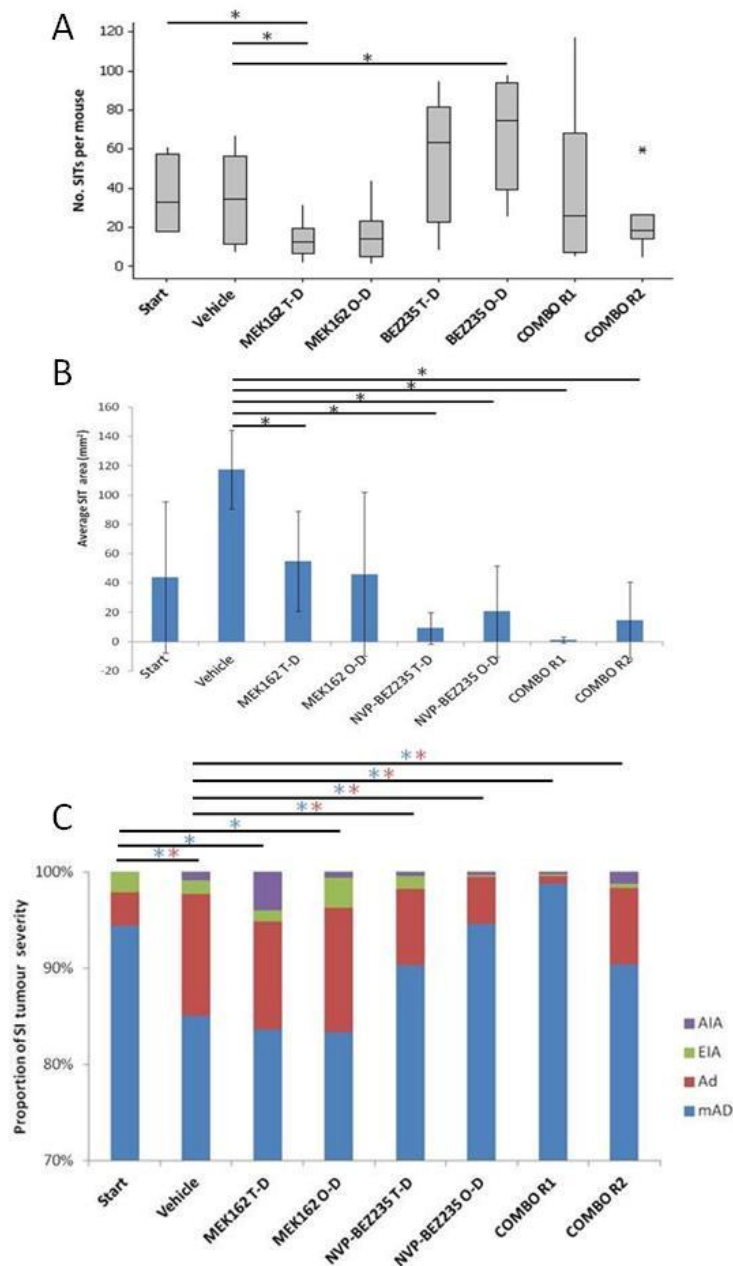 A
*
*
*
No. SITs per mouse
120
100
80
60
40
20
0
*
Start
Vehicle
MEK162 T-D
MEK162 O-D
BEZ235 T-D
BEZ235 O-D
COMBO R1
COMBO R2
B
*
*
*
*
*
Average SIT area (mm²)
160
140
120
100
80
60
40
20
0
-20
Start
Vehicle
MEK162 T-D
MEK162 O-D
NVP-BEZ235 T-D
NVP-BEZ235 O-D
COMBO R1
COMBO R2
C
**
**
**
**
*
*
**
Proportion of SI tumour severity
100%
90%
80%
70%
AIA
EIA
Ad
mAD
Start
Vehicle
MEK162 T-D
MEK162 O-D
NVP-BEZ235 T-D
NVP-BEZ235 O-D
COMBO R1
COMBO R2